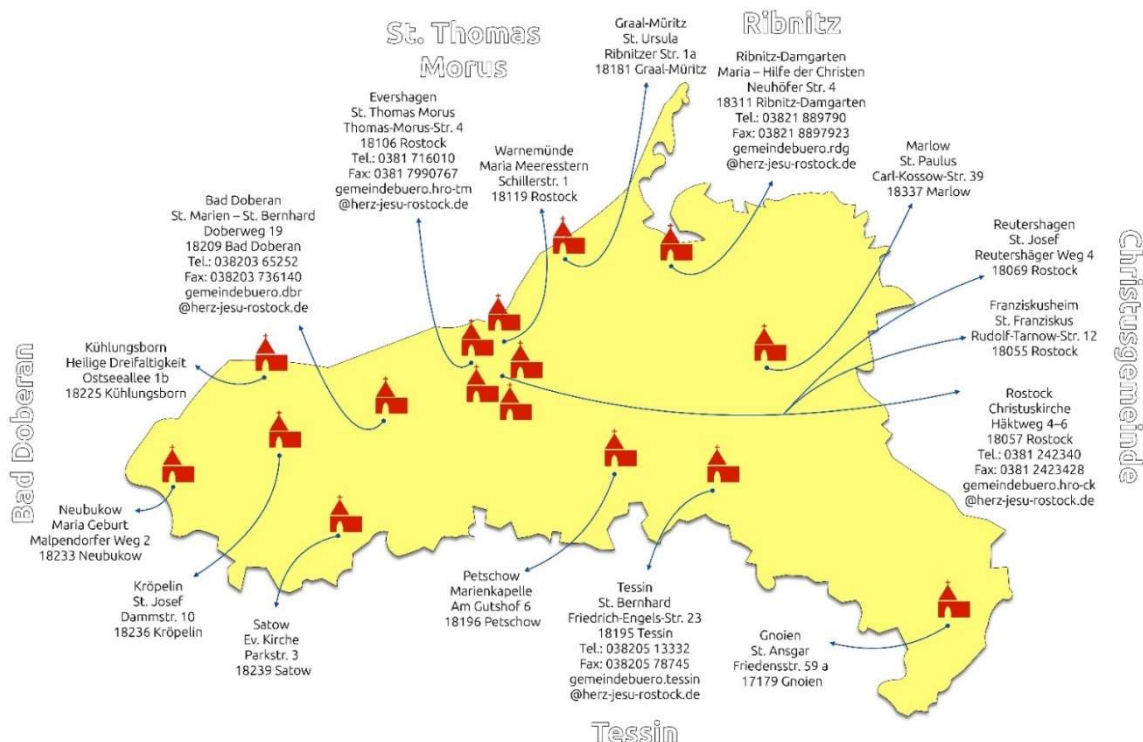 St. Thomas
Morus
Ribnitz
Graal-Müritz
St. Ursula
Ribnitzer Str. 1a
18181 Graal-Müritz
Ribnitz-Damgarten
Maria – Hilfe der Christen
Neuhöfer Str. 4
18311 Ribnitz-Damgarten
Tel.: 03821 889790
Fax: 03821 8897923
gemeindebuero.rdg
@herz-jesu-rostock.de
Evershagen
St. Thomas Morus
Thomas-Morus-Str. 4
18106 Rostock
Tel.: 0381 716010
Fax: 0381 7990767
gemeindebuero.hro-tm
@herz-jesu-rostock.de
Warnemünde
Maria Meeresstern
Schillerstr. 1
18119 Rostock
Marlow
St. Paulus
Carl-Kossow-Str. 39
18337 Marlow
Bad Doberan
St. Marien – St. Bernhard
Doberweg 19
18209 Bad Doberan
Tel.: 038203 65252
Fax: 038203 736140
gemeindebuero.dbr
@herz-jesu-rostock.de
Reutershagen
St. Josef
Reutershäger Weg 4
18069 Rostock
Franziskusheim
St. Franziskus
Rudolf-Tarnow-Str. 12
18055 Rostock
Christusgemeinde
Kühlungsborn
Heilige Dreifaltigkeit
Ostseeallee 1b
18225 Kühlungsborn
Bad Doberan
Rostock
Christuskirche
Häktweg 4–6
18057 Rostock
Tel.: 0381 242340
Fax: 0381 2423428
gemeindebuero.hro-ck
@herz-jesu-rostock.de
Neubukow
Maria Geburt
Malpendorfer Weg 2
18233 Neubukow
Kröpelin
St. Josef
Dammstr. 10
18236 Kröpelin
Satow
Ev. Kirche
Parkstr. 3
18239 Satow
Petschow
Marienkapelle
Am Gutshof 6
18196 Petschow
Tessin
St. Bernhard
Friedrich-Engels-Str. 23
18195 Tessin
Tel.: 038205 13332
Fax: 038205 78745
gemeindebuero.tessin
@herz-jesu-rostock.de
Gnoien
St. Ansgar
Friedensstr. 59 a
17179 Gnoien
Tessin